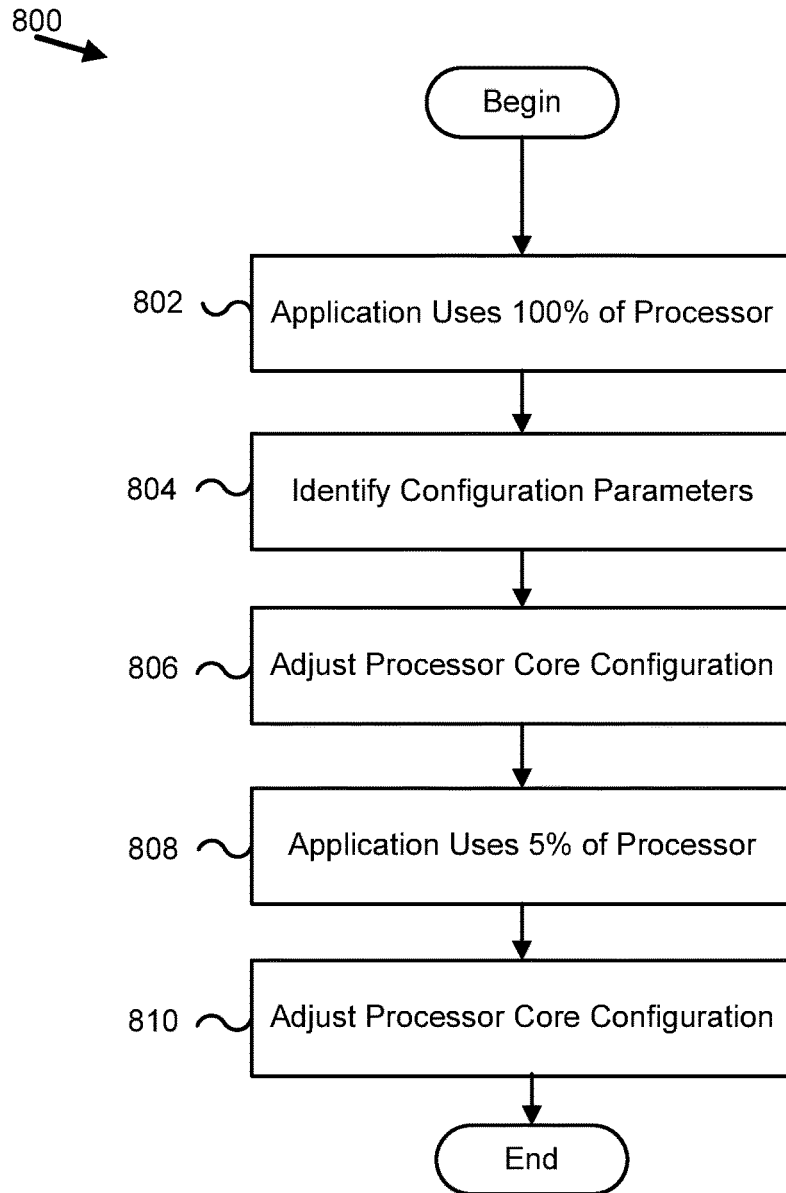 800
Begin
802
Application Uses 100% of Processor
804
Identify Configuration Parameters
806
Adjust Processor Core Configuration
808
Application Uses 5% of Processor
810
Adjust Processor Core Configuration
End